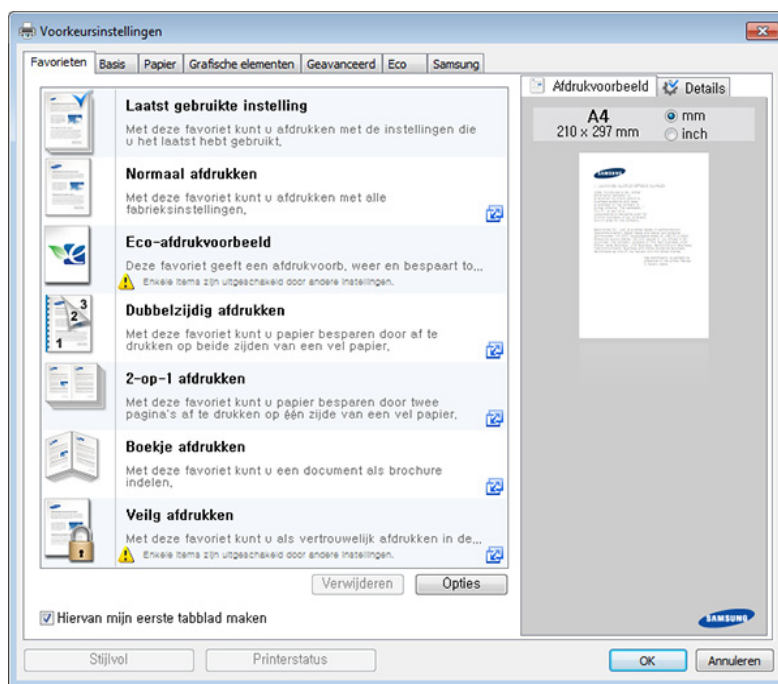 Voorkeursinstellingen
Favorieten Basis Papier Grafische elementen Geavanceerd Eco Samsung
Laatst gebruikte instelling
Met deze favoriet kunt u afdrukken met de instellingen die
u het laatst hebt gebruikt.
Normaal afdrukken
Met deze favoriet kunt u afdrukken met alle
fabrieksinstellingen.
Eco-afdrukvoorbeeld
Deze favoriet geeft een afdrukvoorb. weer en bespaart to...
Enkele items zijn uitgeschakeld door andere instellingen.
3
2
1
Dubbelzijdig afdrukken
Met deze favoriet kunt u papier besparen door af te
drukken op beide zijden van een vel papier.
2-op-1 afdrukken
Met deze favoriet kunt u papier besparen door twee
pagina's af te drukken op één zijde van een vel papier.
Boekje afdrukken
Met deze favoriet kunt u een document als brochure
indelen.
Veilg afdrukken
Met deze favoriet kunt u als vertrouwelijk afdrukken in de...
Enkele items zijn uitgeschakeld door andere instellingen.
Verwijderen Opties
Hiervan mijn eerste tabblad maken
Afdrukvoorbeeld Details
A4
210 x 297 mm
mm
inch
SAMSUNG
SAMSUNG
Stijlvol Printerstatus OK Annuleren